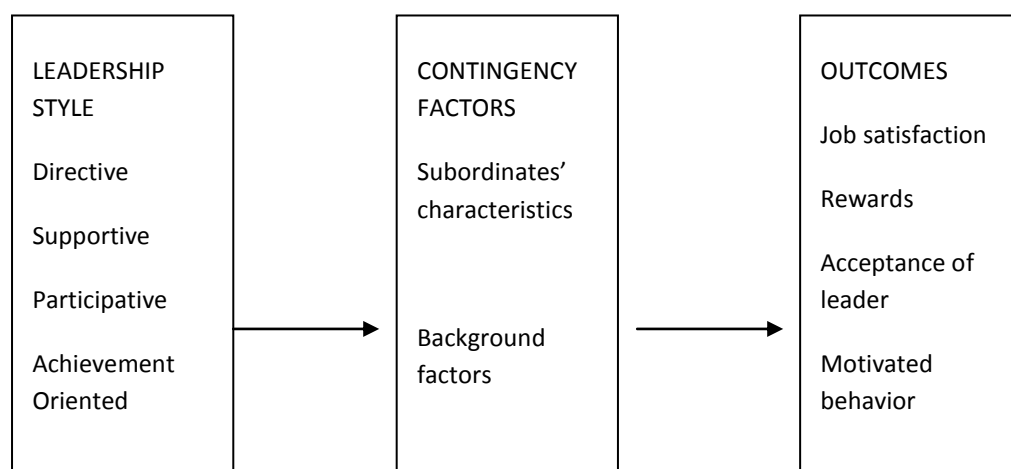 LEADERSHIP
STYLE
Directive
Supportive
Participative
Achievement
Oriented
CONTINGENCY
FACTORS
Subordinates’
characteristics
Background
factors
OUTCOMES
Job satisfaction
Rewards
Acceptance of
leader
Motivated
behavior